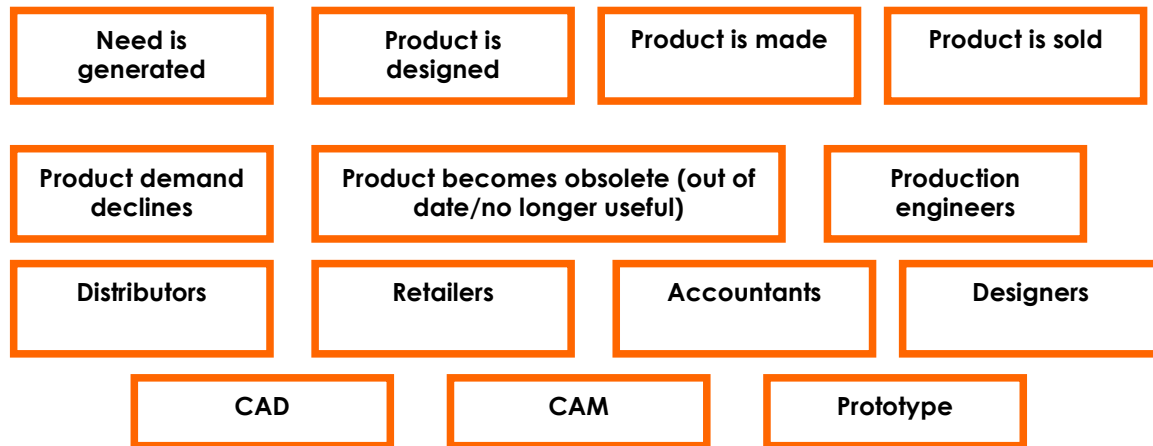 Need is
generated
Product is
designed
Product is made
Product is sold
Product demand
declines
Product becomes obsolete (out of
date/no longer useful)
Production
engineers
Distributors
Retailers
Accountants
Designers
CAD
CAM
Prototype